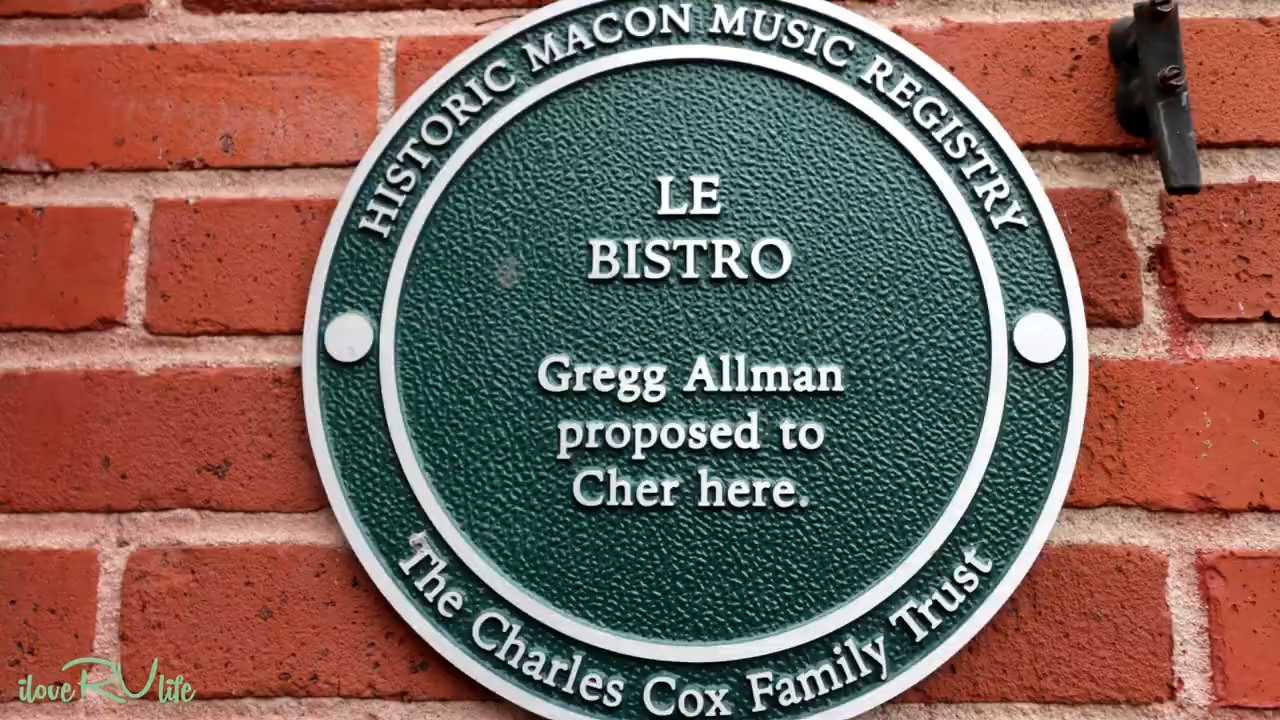 HISTORIC MACON MUSIC REGISTRY
LE
BISTRO
Gregg Allman
proposed to
Cher here.
The Charles Cox Family Trust
iloveRVlife